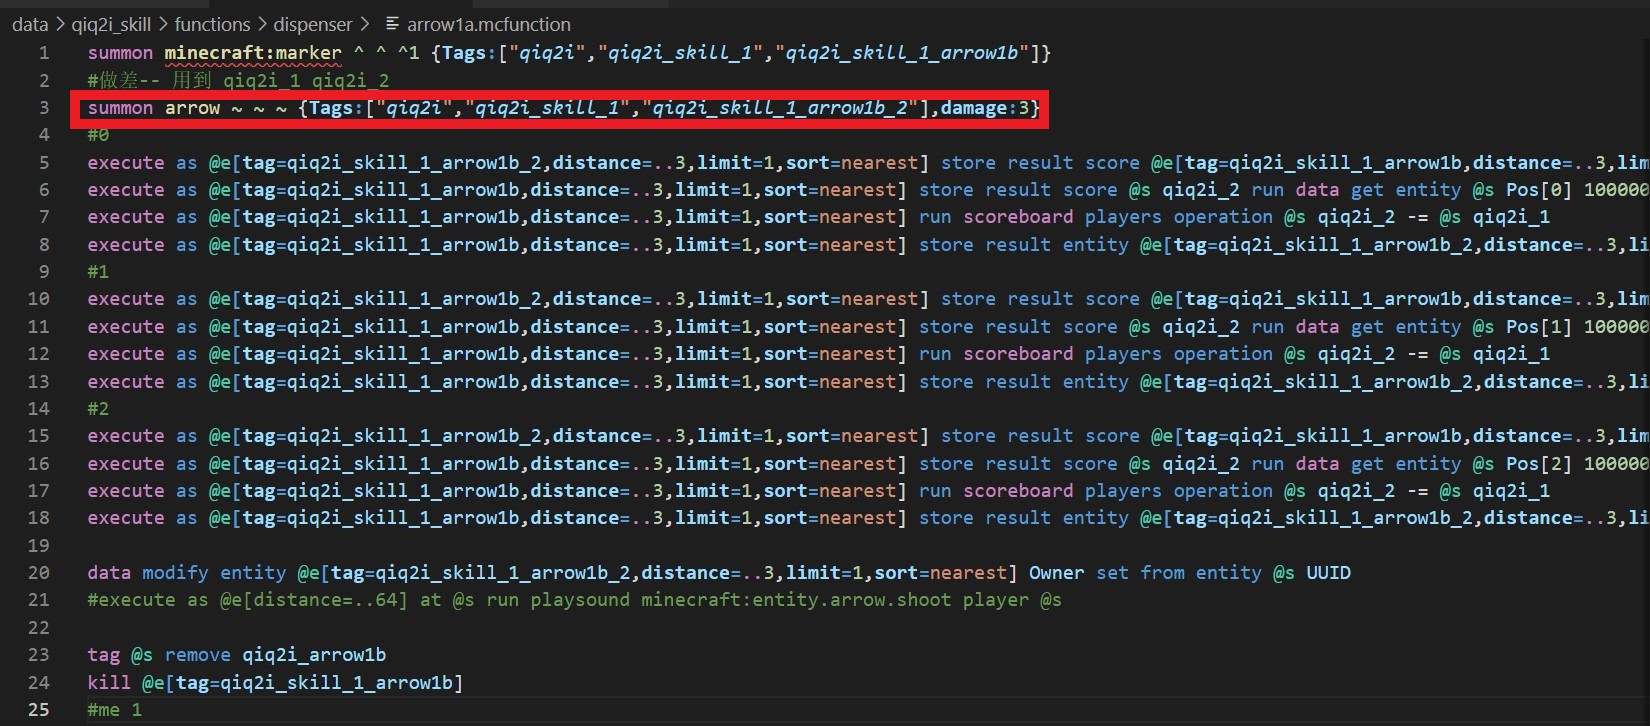 data > qiq2i_skill > functions > dispenser > arrow1a.mcfunction
1 summon minecraft:marker ^ ^ ^1 {Tags:["qiq2i","qiq2i_skill_1","qiq2i_skill_1_arrow1b"]}
2 #做差-- 用到 qiq2i_1 qiq2i_2
3 summon arrow ~ ~ ~ {Tags:["qiq2i","qiq2i_skill_1","qiq2i_skill_1_arrow1b_2"],damage:3}
4 #0
5 execute as @e[tag=qiq2i_skill_1_arrow1b_2,distance=..3,limit=1,sort=nearest] store result score @e[tag=qiq2i_skill_1_arrow1b,distance=..3,lim
6 execute as @e[tag=qiq2i_skill_1_arrow1b,distance=..3,limit=1,sort=nearest] store result score @s qiq2i_2 run data get entity @s Pos[0] 100000
7 execute as @e[tag=qiq2i_skill_1_arrow1b,distance=..3,limit=1,sort=nearest] run scoreboard players operation @s qiq2i_2 -= @s qiq2i_1
8 execute as @e[tag=qiq2i_skill_1_arrow1b,distance=..3,limit=1,sort=nearest] store result entity @e[tag=qiq2i_skill_1_arrow1b_2,distance=..3,li
9 #1
10 execute as @e[tag=qiq2i_skill_1_arrow1b_2,distance=..3,limit=1,sort=nearest] store result score @e[tag=qiq2i_skill_1_arrow1b,distance=..3,lim
11 execute as @e[tag=qiq2i_skill_1_arrow1b,distance=..3,limit=1,sort=nearest] store result score @s qiq2i_2 run data get entity @s Pos[1] 100000
12 execute as @e[tag=qiq2i_skill_1_arrow1b,distance=..3,limit=1,sort=nearest] run scoreboard players operation @s qiq2i_2 -= @s qiq2i_1
13 execute as @e[tag=qiq2i_skill_1_arrow1b,distance=..3,limit=1,sort=nearest] store result entity @e[tag=qiq2i_skill_1_arrow1b_2,distance=..3,li
14 #2
15 execute as @e[tag=qiq2i_skill_1_arrow1b_2,distance=..3,limit=1,sort=nearest] store result score @e[tag=qiq2i_skill_1_arrow1b,distance=..3,lim
16 execute as @e[tag=qiq2i_skill_1_arrow1b,distance=..3,limit=1,sort=nearest] store result score @s qiq2i_2 run data get entity @s Pos[2] 100000
17 execute as @e[tag=qiq2i_skill_1_arrow1b,distance=..3,limit=1,sort=nearest] run scoreboard players operation @s qiq2i_2 -= @s qiq2i_1
18 execute as @e[tag=qiq2i_skill_1_arrow1b,distance=..3,limit=1,sort=nearest] store result entity @e[tag=qiq2i_skill_1_arrow1b_2,distance=..3,li
19
20 data modify entity @e[tag=qiq2i_skill_1_arrow1b_2,distance=..3,limit=1,sort=nearest] Owner set from entity @s UUID
21 #execute as @e[distance=..64] at @s run playsound minecraft:entity.arrow.shoot player @s
22
23 tag @s remove qiq2i_arrow1b
24 kill @e[tag=qiq2i_skill_1_arrow1b]
25 #me 1